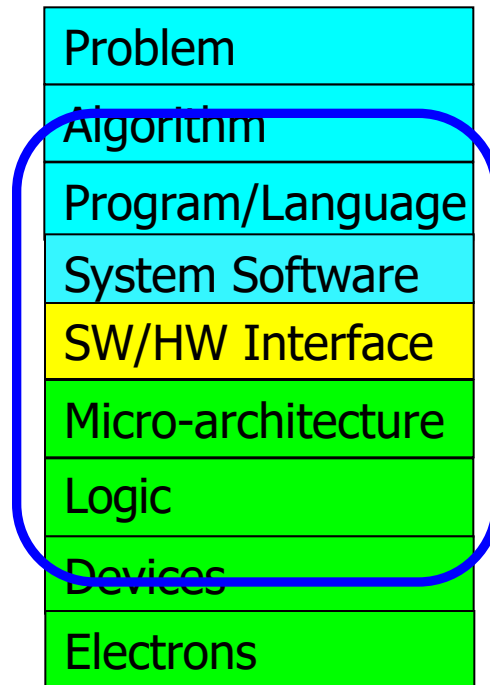 Problem
Algorithm
Program/Language
System Software
SW/HW Interface
Micro-architecture
Logic
Devices
Electrons